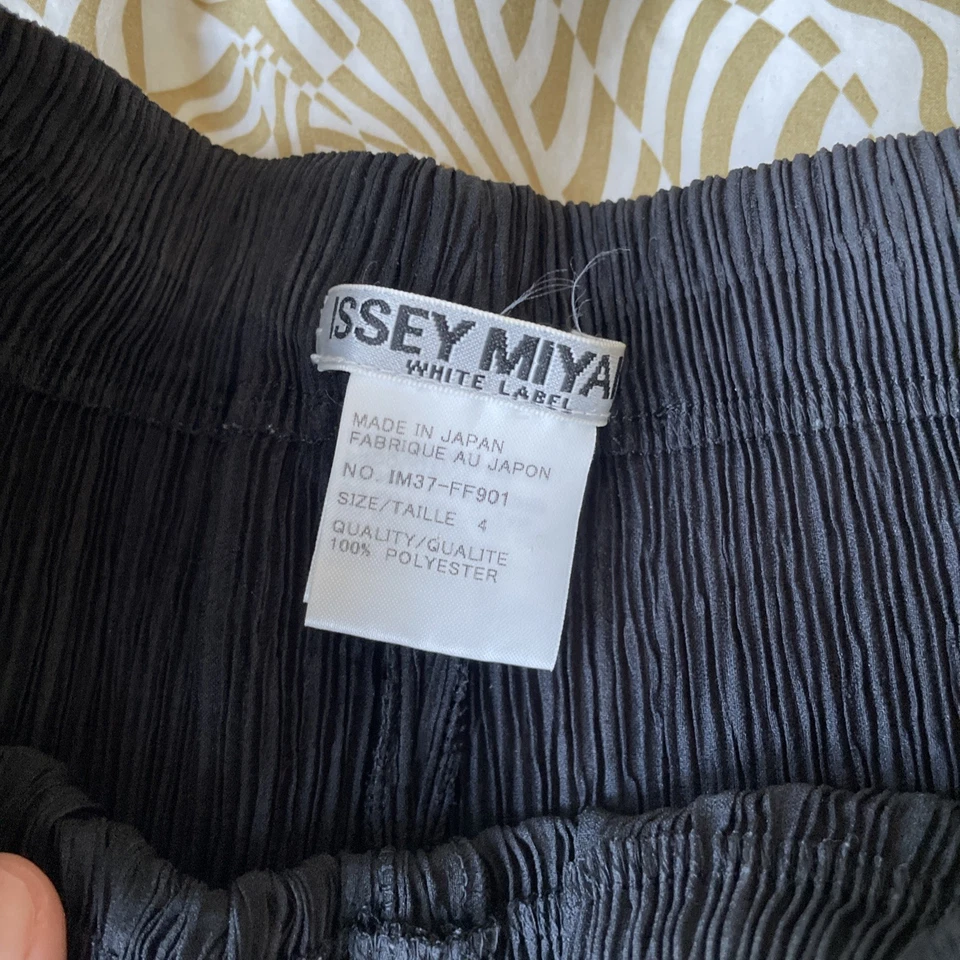 ISSEY MIYA
WHITE LABEL
MADE IN JAPAN
FABRIQUE AU JAPON
NO. IM37-FF901
SIZE/TAILLE 4
QUALITY/QUALITE
100% POLYESTER